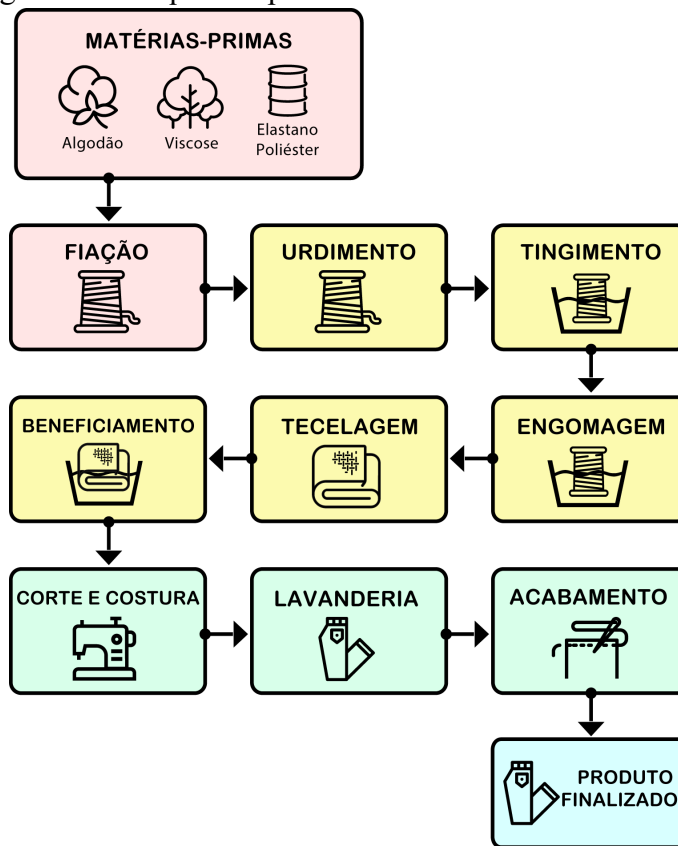 MATÉRIAS-PRIMAS
Algodão
Viscose
Elastano
Poliéster
FIAÇÃO
URDIMENTO
TINGIMENTO
BENEFICIAMENTO
TECELAGEM
ENGOMAGEM
CORTE E COSTURA
LAVANDERIA
ACABAMENTO
PRODUTO
FINALIZADO